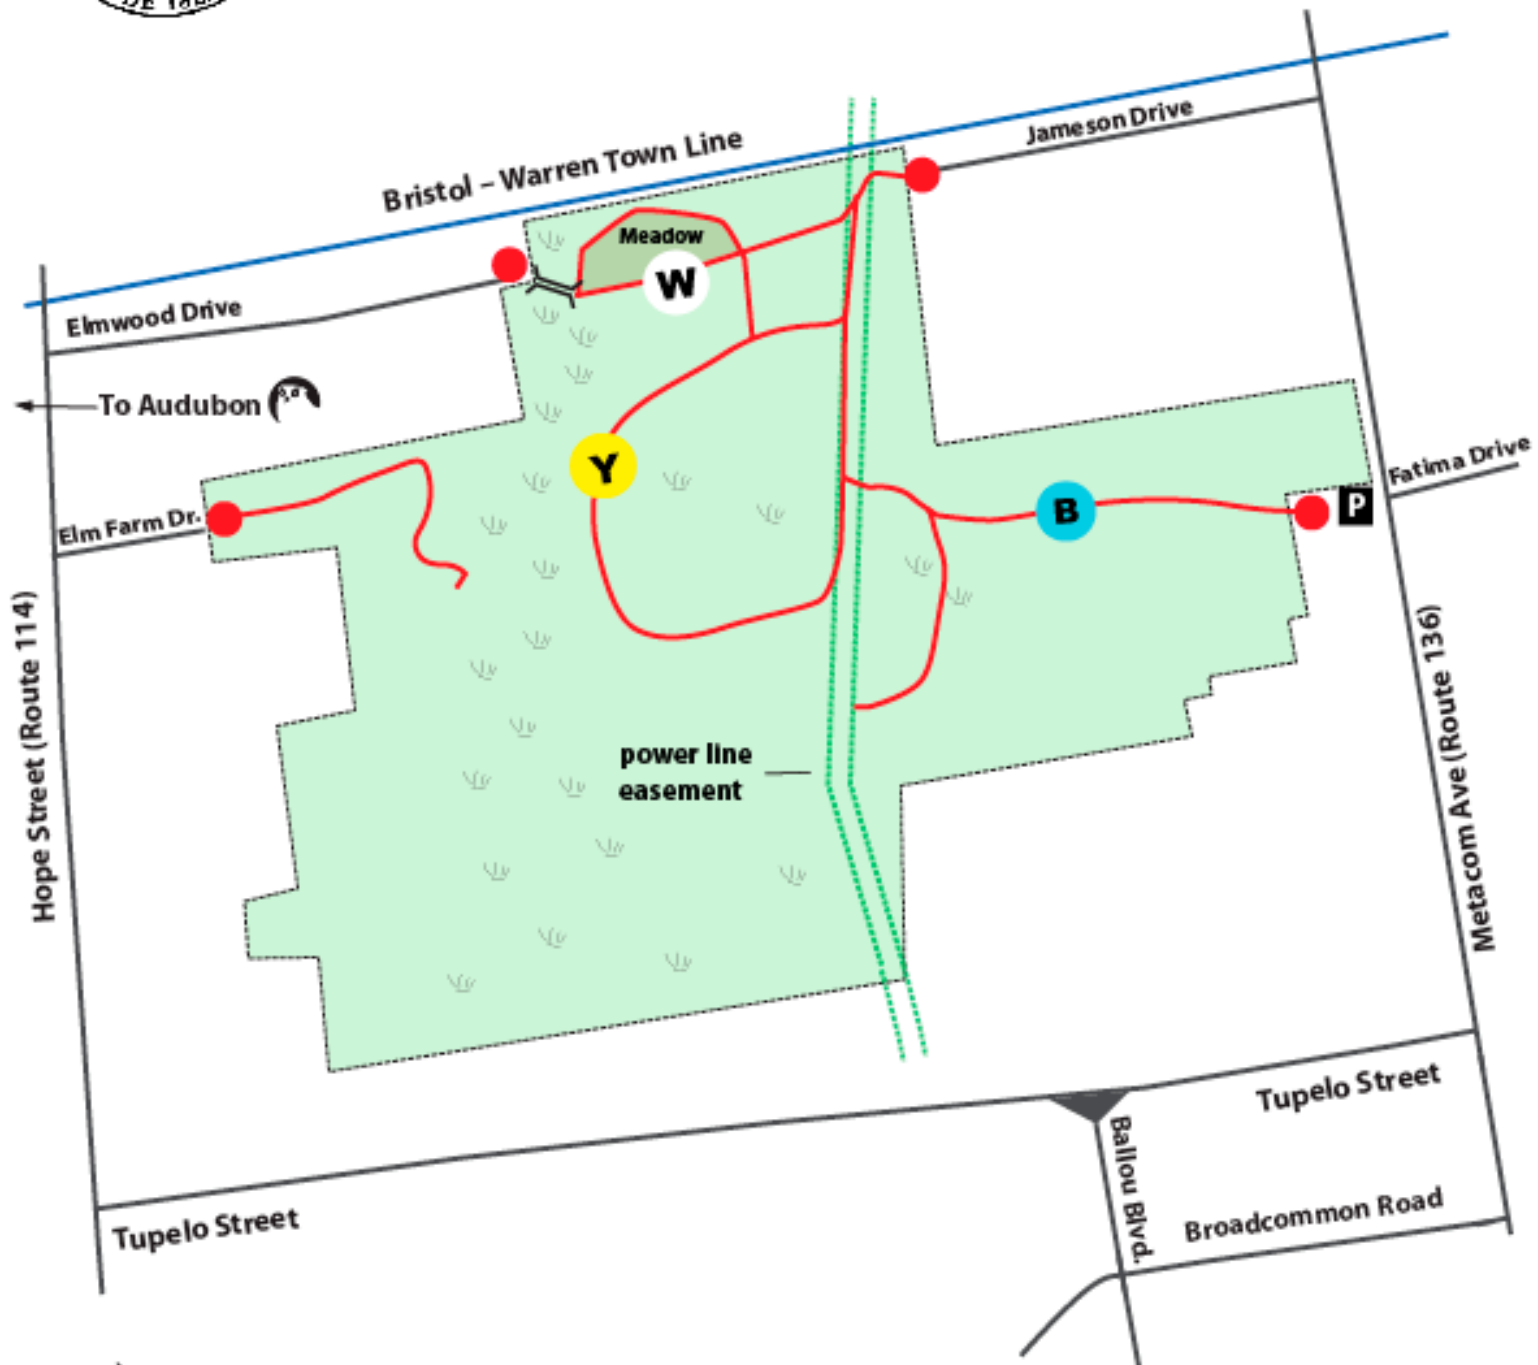 Bristol – Warren Town Line
Jameson Drive
Meadow
W
Elmwood Drive
To Audubon
Y
Fatima Drive
Elm Farm Dr.
B
P
Hope Street (Route 114)
Metacom Ave (Route 136)
power line
easement
Tupelo Street
Ballou Blvd.
Tupelo Street
Broadcommon Road